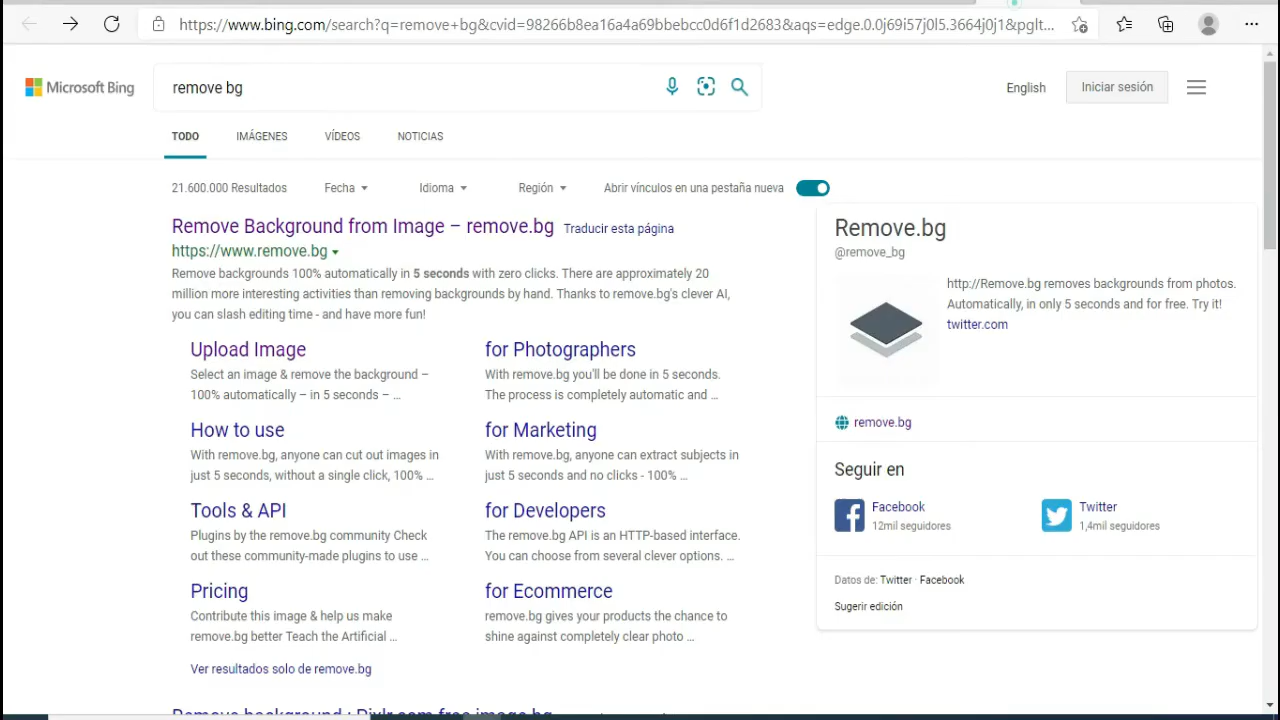 https://www.bing.com/search?q=remove+bg&cvid=98266b8ea16a4a69bbebcc0d6f1d2683&aqs=edge.0.0j69i57j0l5.3664j0j1&pglt...
Microsoft Bing
remove bg
English
Iniciar sesión
TODO
IMÁGENES
VÍDEOS
NOTICIAS
21.600.000 Resultados
Fecha
Idioma
Región
Abrir vínculos en una pestaña nueva
Remove Background from Image – remove.bg
Traducir esta página
https://www.remove.bg
Remove backgrounds 100% automatically in 5 seconds with zero clicks. There are approximately 20
million more interesting activities than removing backgrounds by hand. Thanks to remove.bg's clever AI,
you can slash editing time - and have more fun!
Upload Image
Select an image & remove the background –
100% automatically – in 5 seconds – ...
for Photographers
With remove.bg you'll be done in 5 seconds.
The process is completely automatic and ...
How to use
With remove.bg, anyone can cut out images in
just 5 seconds, without a single click, 100% ...
for Marketing
With remove.bg, anyone can extract subjects in
just 5 seconds and no clicks - 100% ...
Tools & API
Plugins by the remove.bg community Check
out these community-made plugins to use ...
for Developers
The remove.bg API is an HTTP-based interface.
You can choose from several clever options. ...
Pricing
Contribute this image & help us make
remove.bg better Teach the Artificial ...
for Ecommerce
remove.bg gives your products the chance to
shine against completely clear photo ...
Ver resultados solo de remove.bg
Remove background : Pixlr.com free image bg
Remove.bg
@remove_bg
http://Remove.bg removes backgrounds from photos.
Automatically, in only 5 seconds and for free. Try it!
twitter.com
remove.bg
Seguir en
Facebook
12mil seguidores
Twitter
1,4mil seguidores
Datos de: Twitter · Facebook
Sugerir edición